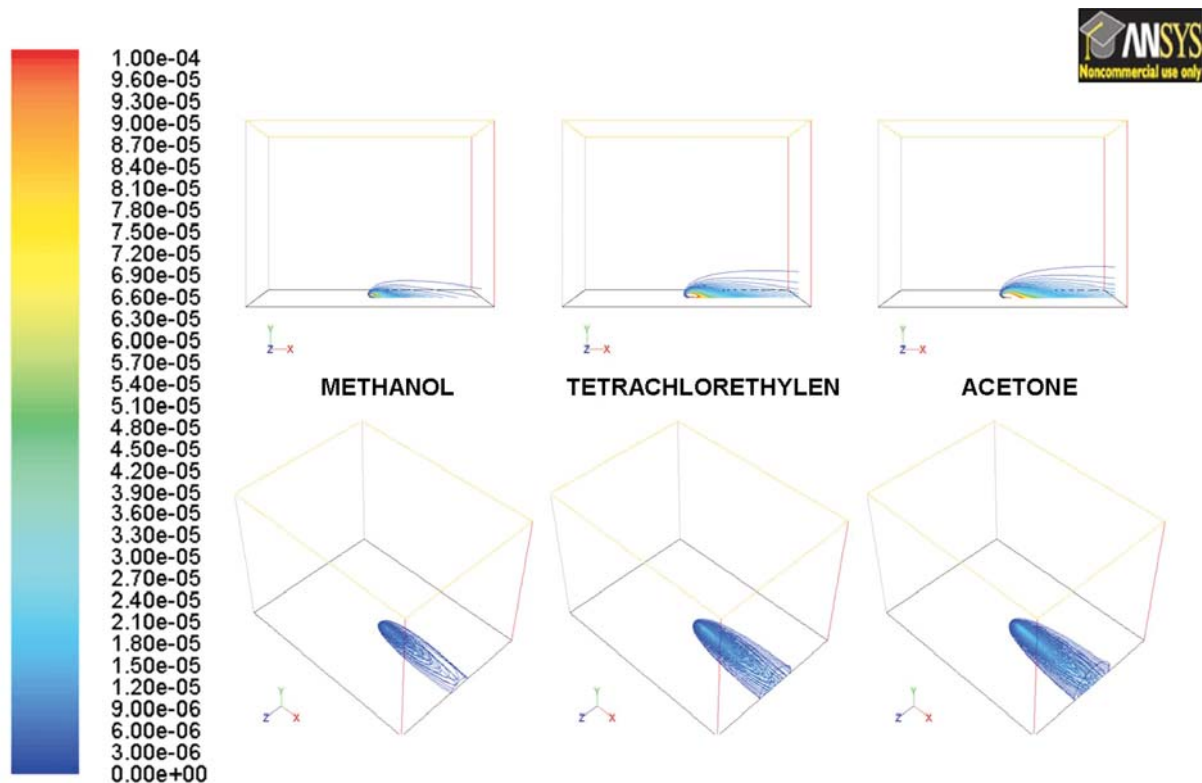 ANSYS
Noncommercial use only
1.00e-04
9.60e-05
9.30e-05
9.00e-05
8.70e-05
8.40e-05
8.10e-05
7.80e-05
7.50e-05
7.20e-05
6.90e-05
6.60e-05
6.30e-05
6.00e-05
5.70e-05
5.40e-05
5.10e-05
4.80e-05
4.50e-05
4.20e-05
3.90e-05
3.60e-05
3.30e-05
3.00e-05
2.70e-05
2.40e-05
2.10e-05
1.80e-05
1.50e-05
1.20e-05
9.00e-06
6.00e-06
3.00e-06
0.00e+00
Y
Z X
Y
Z X
Y
Z X
METHANOL
TETRACHLORETHYLEN
ACETONE
Y
Z X
Y
Z X
Y
Z X